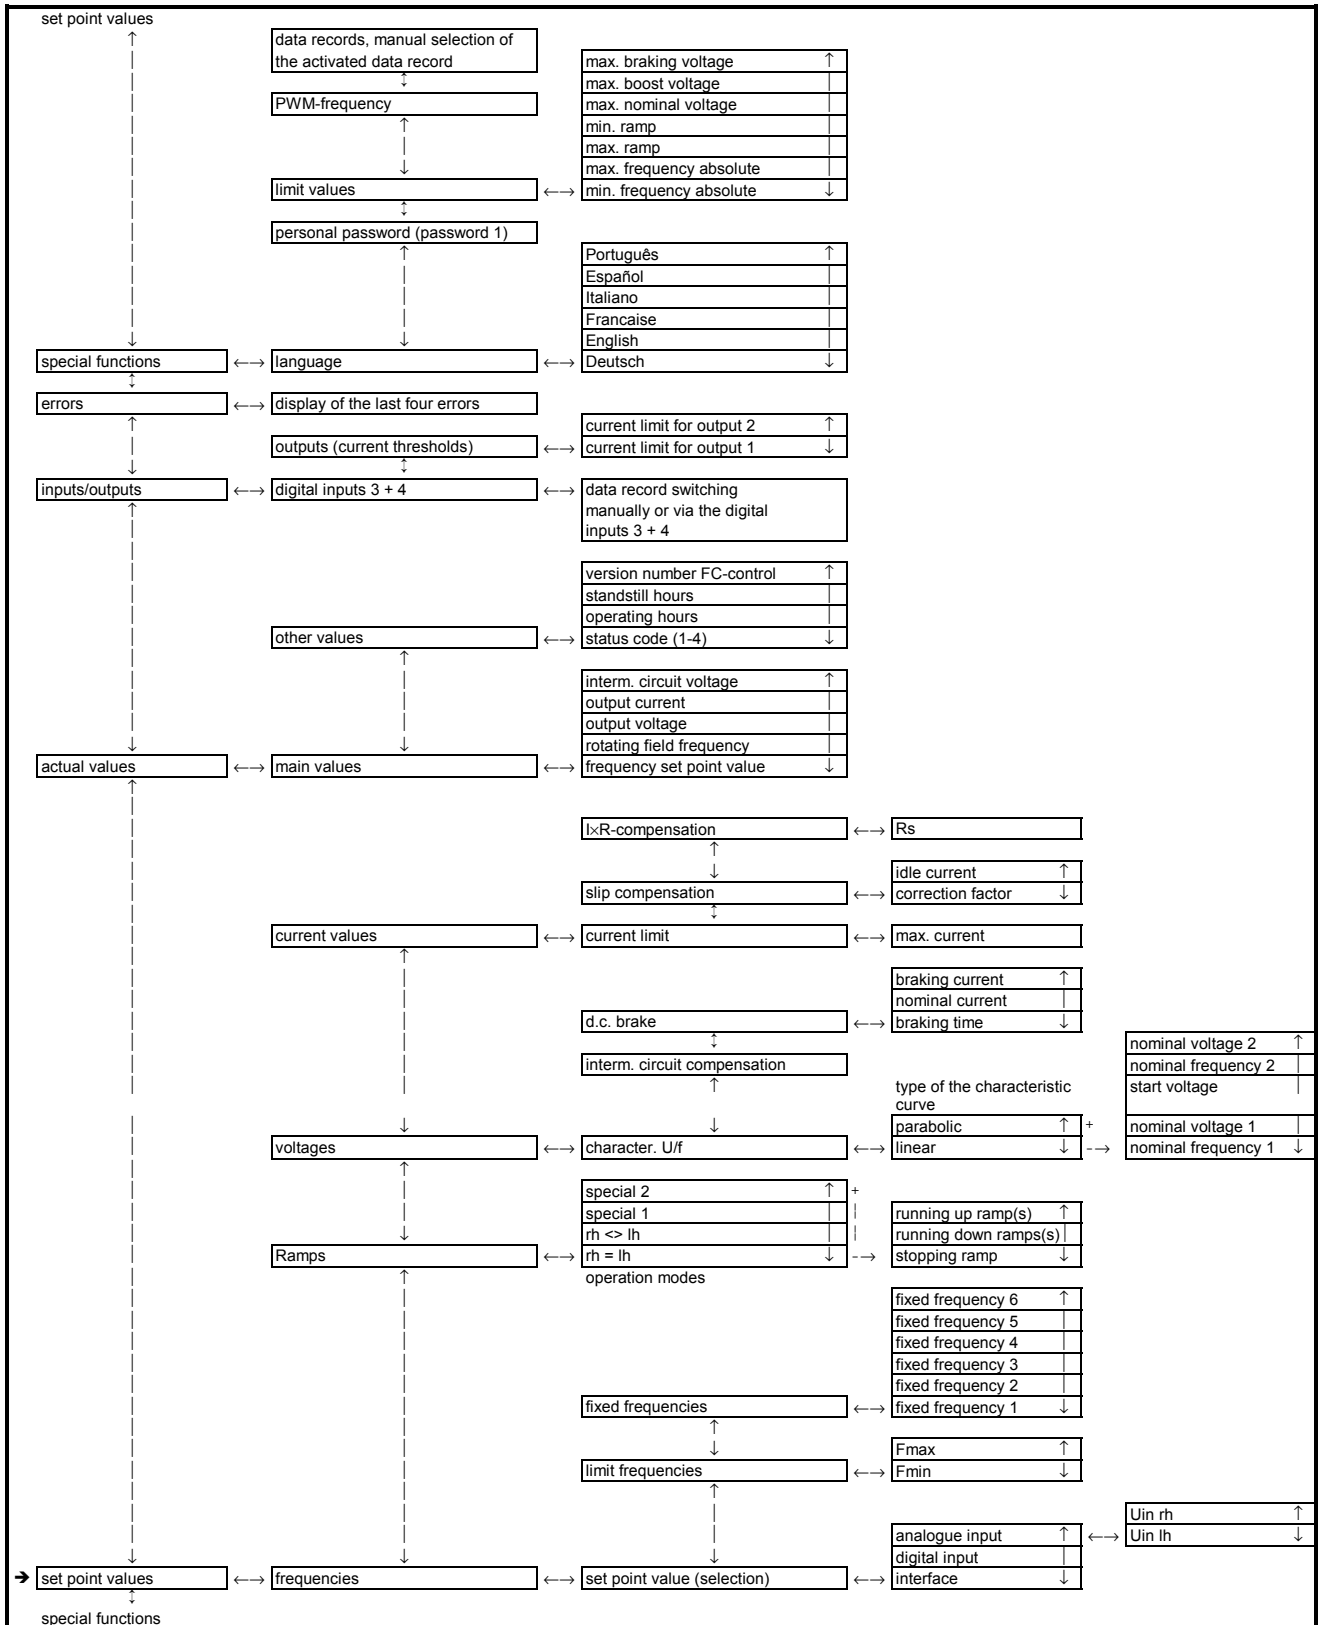 set point values
data records, manual selection of
the activated data record
max. braking voltage
max. boost voltage
PWM-frequency
max. nominal voltage
min. ramp
max. ramp
max. frequency absolute
limit values
min. frequency absolute
personal password (password 1)
Português
Español
Italiano
Francaise
English
special functions
language
Deutsch
errors
display of the last four errors
current limit for output 2
outputs (current thresholds)
current limit for output 1
inputs/outputs
digital inputs 3 + 4
data record switching
manually or via the digital
inputs 3 + 4
version number FC-control
standstill hours
operating hours
other values
status code (1-4)
interm. circuit voltage
output current
output voltage
rotating field frequency
actual values
main values
frequency set point value
I×R-compensation
Rs
idle current
slip compensation
correction factor
current values
current limit
max. current
braking current
nominal current
d.c. brake
braking time
nominal voltage 2
interm. circuit compensation
nominal frequency 2
type of the characteristic
curve
start voltage
parabolic
+
nominal voltage 1
voltages
character. U/f
linear
nominal frequency 1
special 2
+
special 1
running up ramp(s)
rh <> lh
running down ramps(s)
Ramps
rh = lh
stopping ramp
operation modes
fixed frequency 6
fixed frequency 5
fixed frequency 4
fixed frequency 3
fixed frequency 2
fixed frequencies
fixed frequency 1
Fmax
limit frequencies
Fmin
Uin rh
analogue input
Uin lh
digital input
set point values
frequencies
set point value (selection)
interface
special functions